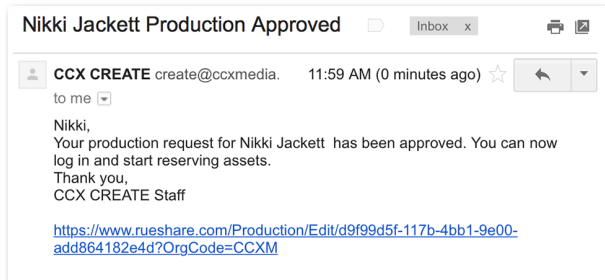 Nikki Jackett Production Approved
Inbox x
CCX CREATE create@ccxmedia. 11:59 AM (0 minutes ago)
to me
Nikki,
Your production request for Nikki Jackett  has been approved. You can now
log in and start reserving assets.
Thank you,
CCX CREATE Staff
https://www.rueshare.com/Production/Edit/d9f99d5f-117b-4bb1-9e00-
add864182e4d?OrgCode=CCXM